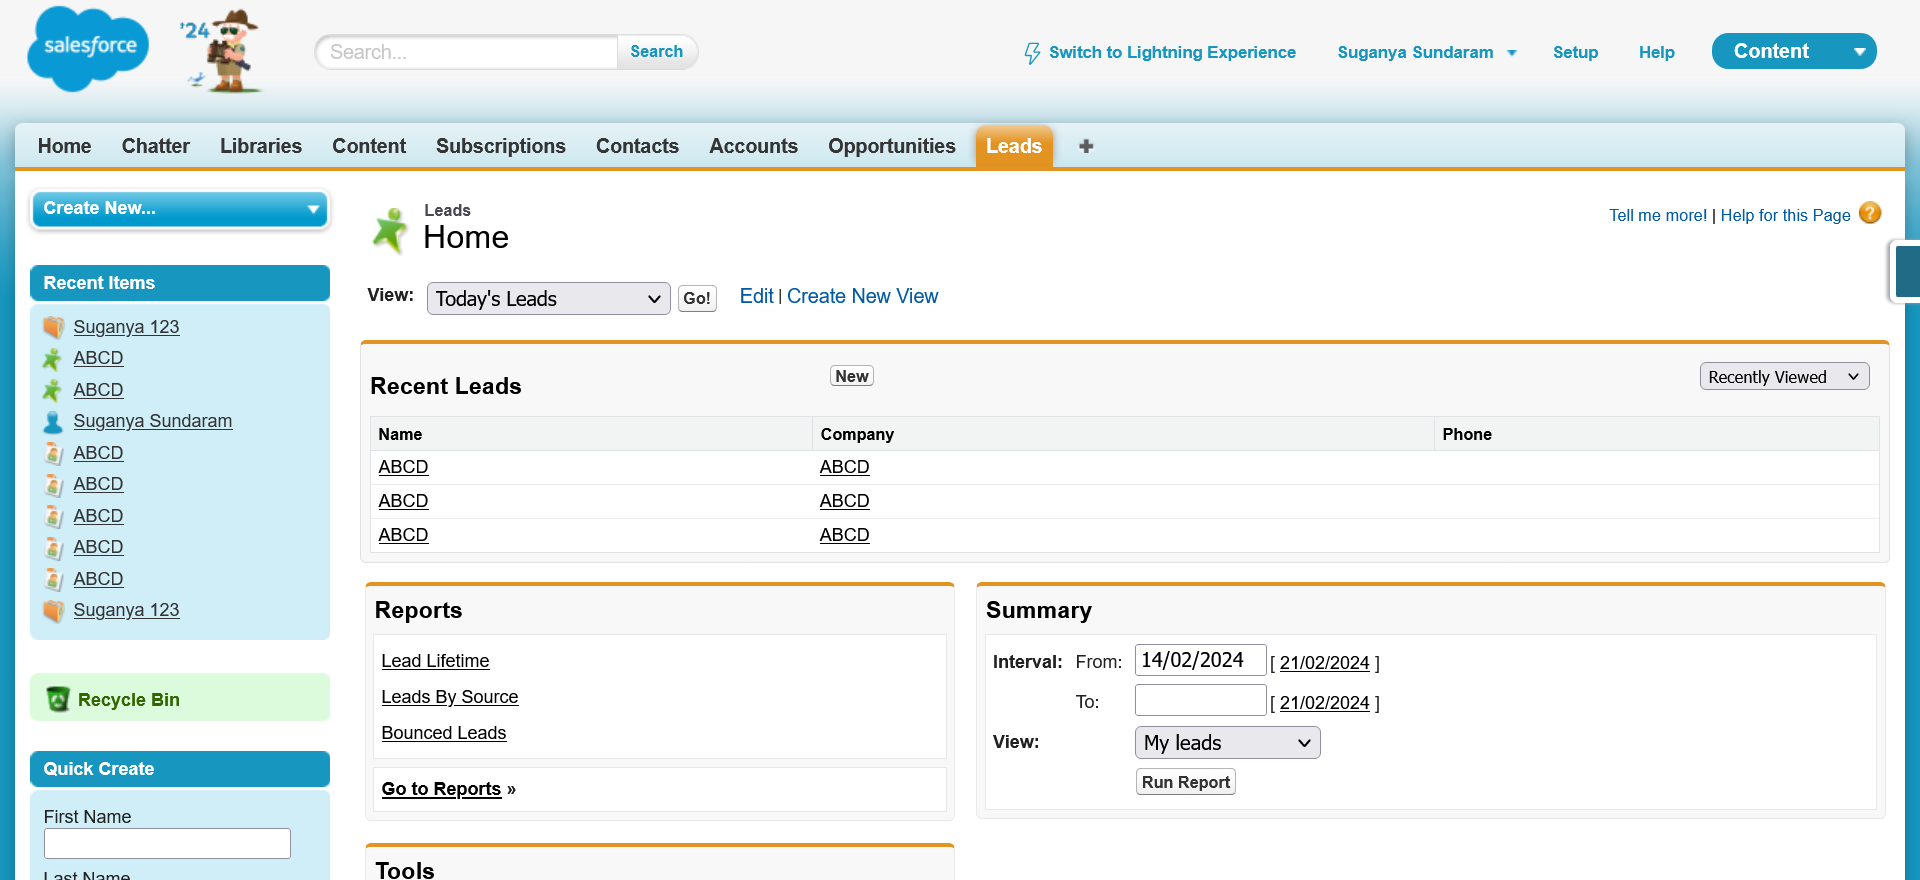 salesforce
'24
Search...
Search
Switch to Lightning Experience
Suganya Sundaram
Setup
Help
Content
Home
Chatter
Libraries
Content
Subscriptions
Contacts
Accounts
Opportunities
Leads
+
Create New...
Recent Items
Suganya 123
ABCD
ABCD
Suganya Sundaram
ABCD
ABCD
ABCD
ABCD
ABCD
Suganya 123
Recycle Bin
Quick Create
First Name
Last Name
Leads
Home
Tell me more! | Help for this Page ?
View: Today's Leads Go! Edit | Create New View
Recent Leads
New
Recently Viewed
Name Company Phone
ABCD ABCD
ABCD ABCD
ABCD ABCD
Reports
Lead Lifetime
Leads By Source
Bounced Leads
Go to Reports »
Summary
Interval: From: 14/02/2024 [ 21/02/2024 ]
To: [ 21/02/2024 ]
View: My leads
Run Report
Tools